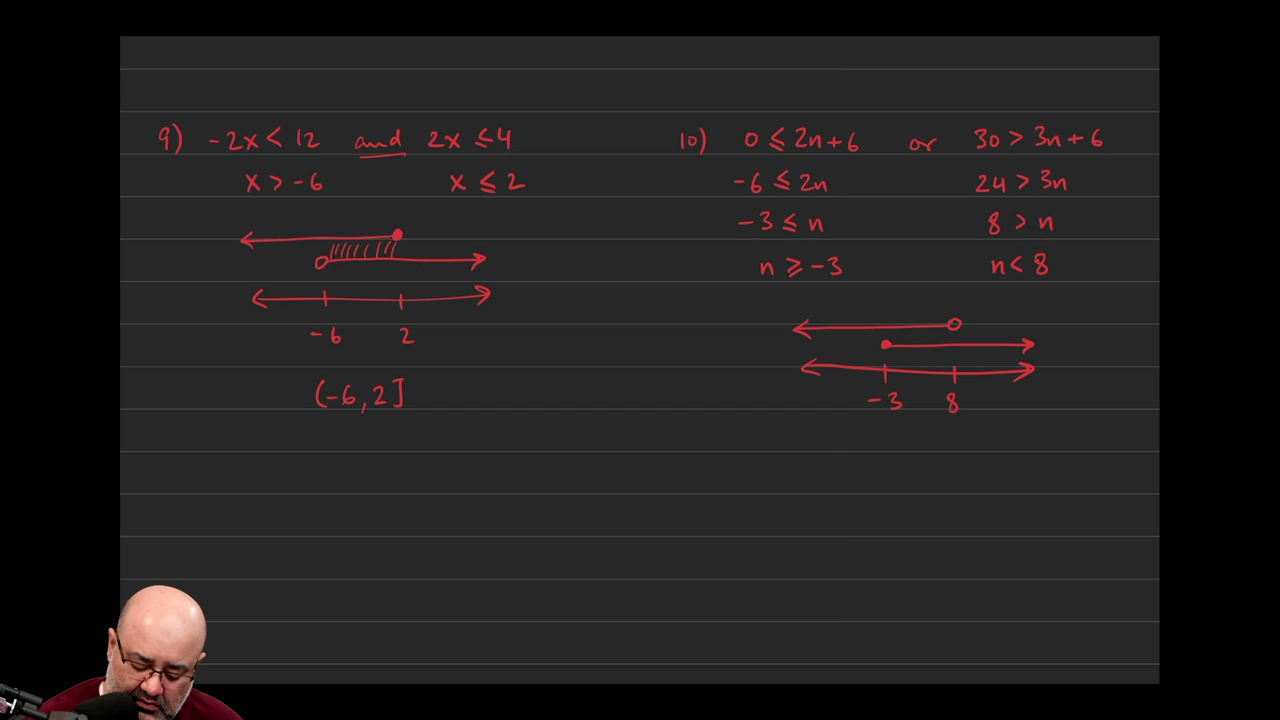 9) -2x < 12 and 2x ≤ 4
x > -6 x ≤ 2
-6 2
(-6, 2]
10) 0 ≤ 2n + 6 or 30 > 3n + 6
-6 ≤ 2n 24 > 3n
-3 ≤ n 8 > n
n ≥ -3 n < 8
-3 8